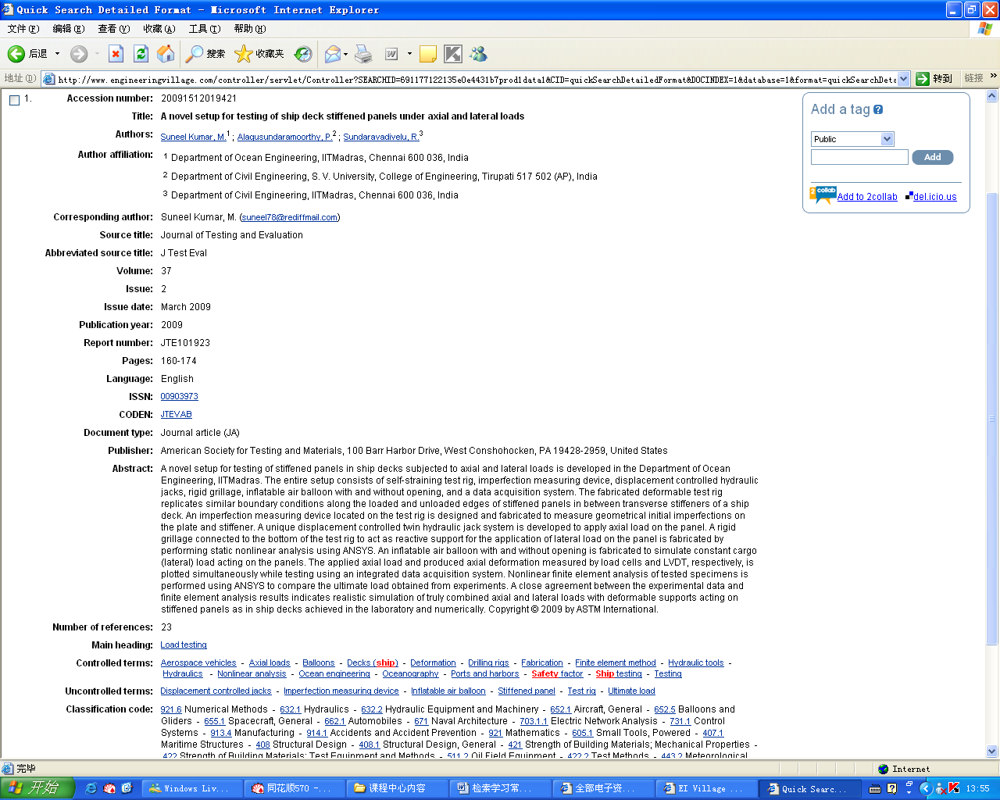 Quick Search Detailed Format - Microsoft Internet Explorer
文件(F) 编辑(E) 查看(V) 收藏(A) 工具(T) 帮助(H)
后退 搜索 收藏夹
地址(D) http://www.engineeringvillage.com/controller/servlet/Controller?SEARCHID=691177122135e0e4431b7prod1data1&CID=quickSearchDetailedFormat&DOCINDEX=1&database=1&format=quickSearchDeta 转到 链接 »
1. Accession number: 20091512019421
Title: A novel setup for testing of ship deck stiffened panels under axial and lateral loads
Authors: Suneel Kumar, M.1 ; Alagusundaramoorthy, P.2 ; Sundaravadivelu, R.3
Author affiliation: 1 Department of Ocean Engineering, IITMadras, Chennai 600 036, India
2 Department of Civil Engineering, S. V. University, College of Engineering, Tirupati 517 502 (AP), India
3 Department of Civil Engineering, IITMadras, Chennai 600 036, India
Corresponding author: Suneel Kumar, M. (suneel78@rediffmail.com)
Source title: Journal of Testing and Evaluation
Abbreviated source title: J Test Eval
Volume: 37
Issue: 2
Issue date: March 2009
Publication year: 2009
Report number: JTE101923
Pages: 160-174
Language: English
ISSN: 00903973
CODEN: JTEVAB
Document type: Journal article (JA)
Publisher: American Society for Testing and Materials, 100 Barr Harbor Drive, West Conshohocken, PA 19428-2959, United States
Abstract: A novel setup for testing of stiffened panels in ship decks subjected to axial and lateral loads is developed in the Department of Ocean
Engineering, IITMadras. The entire setup consists of self-straining test rig, imperfection measuring device, displacement controlled hydraulic
jacks, rigid grillage, inflatable air balloon with and without opening, and a data acquisition system. The fabricated deformable test rig
replicates similar boundary conditions along the loaded and unloaded edges of stiffened panels in between transverse stiffeners of a ship
deck. An imperfection measuring device located on the test rig is designed and fabricated to measure geometrical initial imperfections on
the plate and stiffener. A unique displacement controlled twin hydraulic jack system is developed to apply axial load on the panel. A rigid
grillage connected to the bottom of the test rig to act as reactive support for the application of lateral load on the panel is fabricated by
performing static nonlinear analysis using ANSYS. An inflatable air balloon with and without opening is fabricated to simulate constant cargo
(lateral) load acting on the panels. The applied axial load and produced axial deformation measured by load cells and LVDT, respectively, is
plotted simultaneously while testing using an integrated data acquisition system. Nonlinear finite element analysis of tested specimens is
performed using ANSYS to compare the ultimate load obtained from experiments. A close agreement between the experimental data and
finite element analysis results indicates realistic simulation of truly combined axial and lateral loads with deformable supports acting on
stiffened panels as in ship decks achieved in the laboratory and numerically. Copyright © 2009 by ASTM International.
Number of references: 23
Main heading: Load testing
Controlled terms: Aerospace vehicles - Axial loads - Balloons - Decks (ship) - Deformation - Drilling rigs - Fabrication - Finite element method - Hydraulic tools -
Hydraulics - Nonlinear analysis - Ocean engineering - Oceanography - Ports and harbors - Safety factor - Ship testing - Testing
Uncontrolled terms: Displacement controlled jacks - Imperfection measuring device - Inflatable air balloon - Stiffened panel - Test rig - Ultimate load
Classification code: 921.6 Numerical Methods - 632.1 Hydraulics - 632.2 Hydraulic Equipment and Machinery - 652.1 Aircraft, General - 652.5 Balloons and
Gliders - 655.1 Spacecraft, General - 662.1 Automobiles - 671 Naval Architecture - 703.1.1 Electric Network Analysis - 731.1 Control
Systems - 913.4 Manufacturing - 914.1 Accidents and Accident Prevention - 921 Mathematics - 605.1 Small Tools, Powered - 407.1
Maritime Structures - 408 Structural Design - 408.1 Structural Design, General - 421 Strength of Building Materials; Mechanical Properties -
422 Strength of Building Materials; Test Equipment and Methods - 511.2 Oil Field Equipment - 422.2 Test Methods - 443.2 Meteorological
Add a tag ?
Public
Add
2 collab Add to 2collab del.icio.us
完毕 Internet
开始 Windows Liv... 同花顺570 -... 课程中心内容 检索学习常... 全部电子资... EI Village ... Quick Searc... 13:55